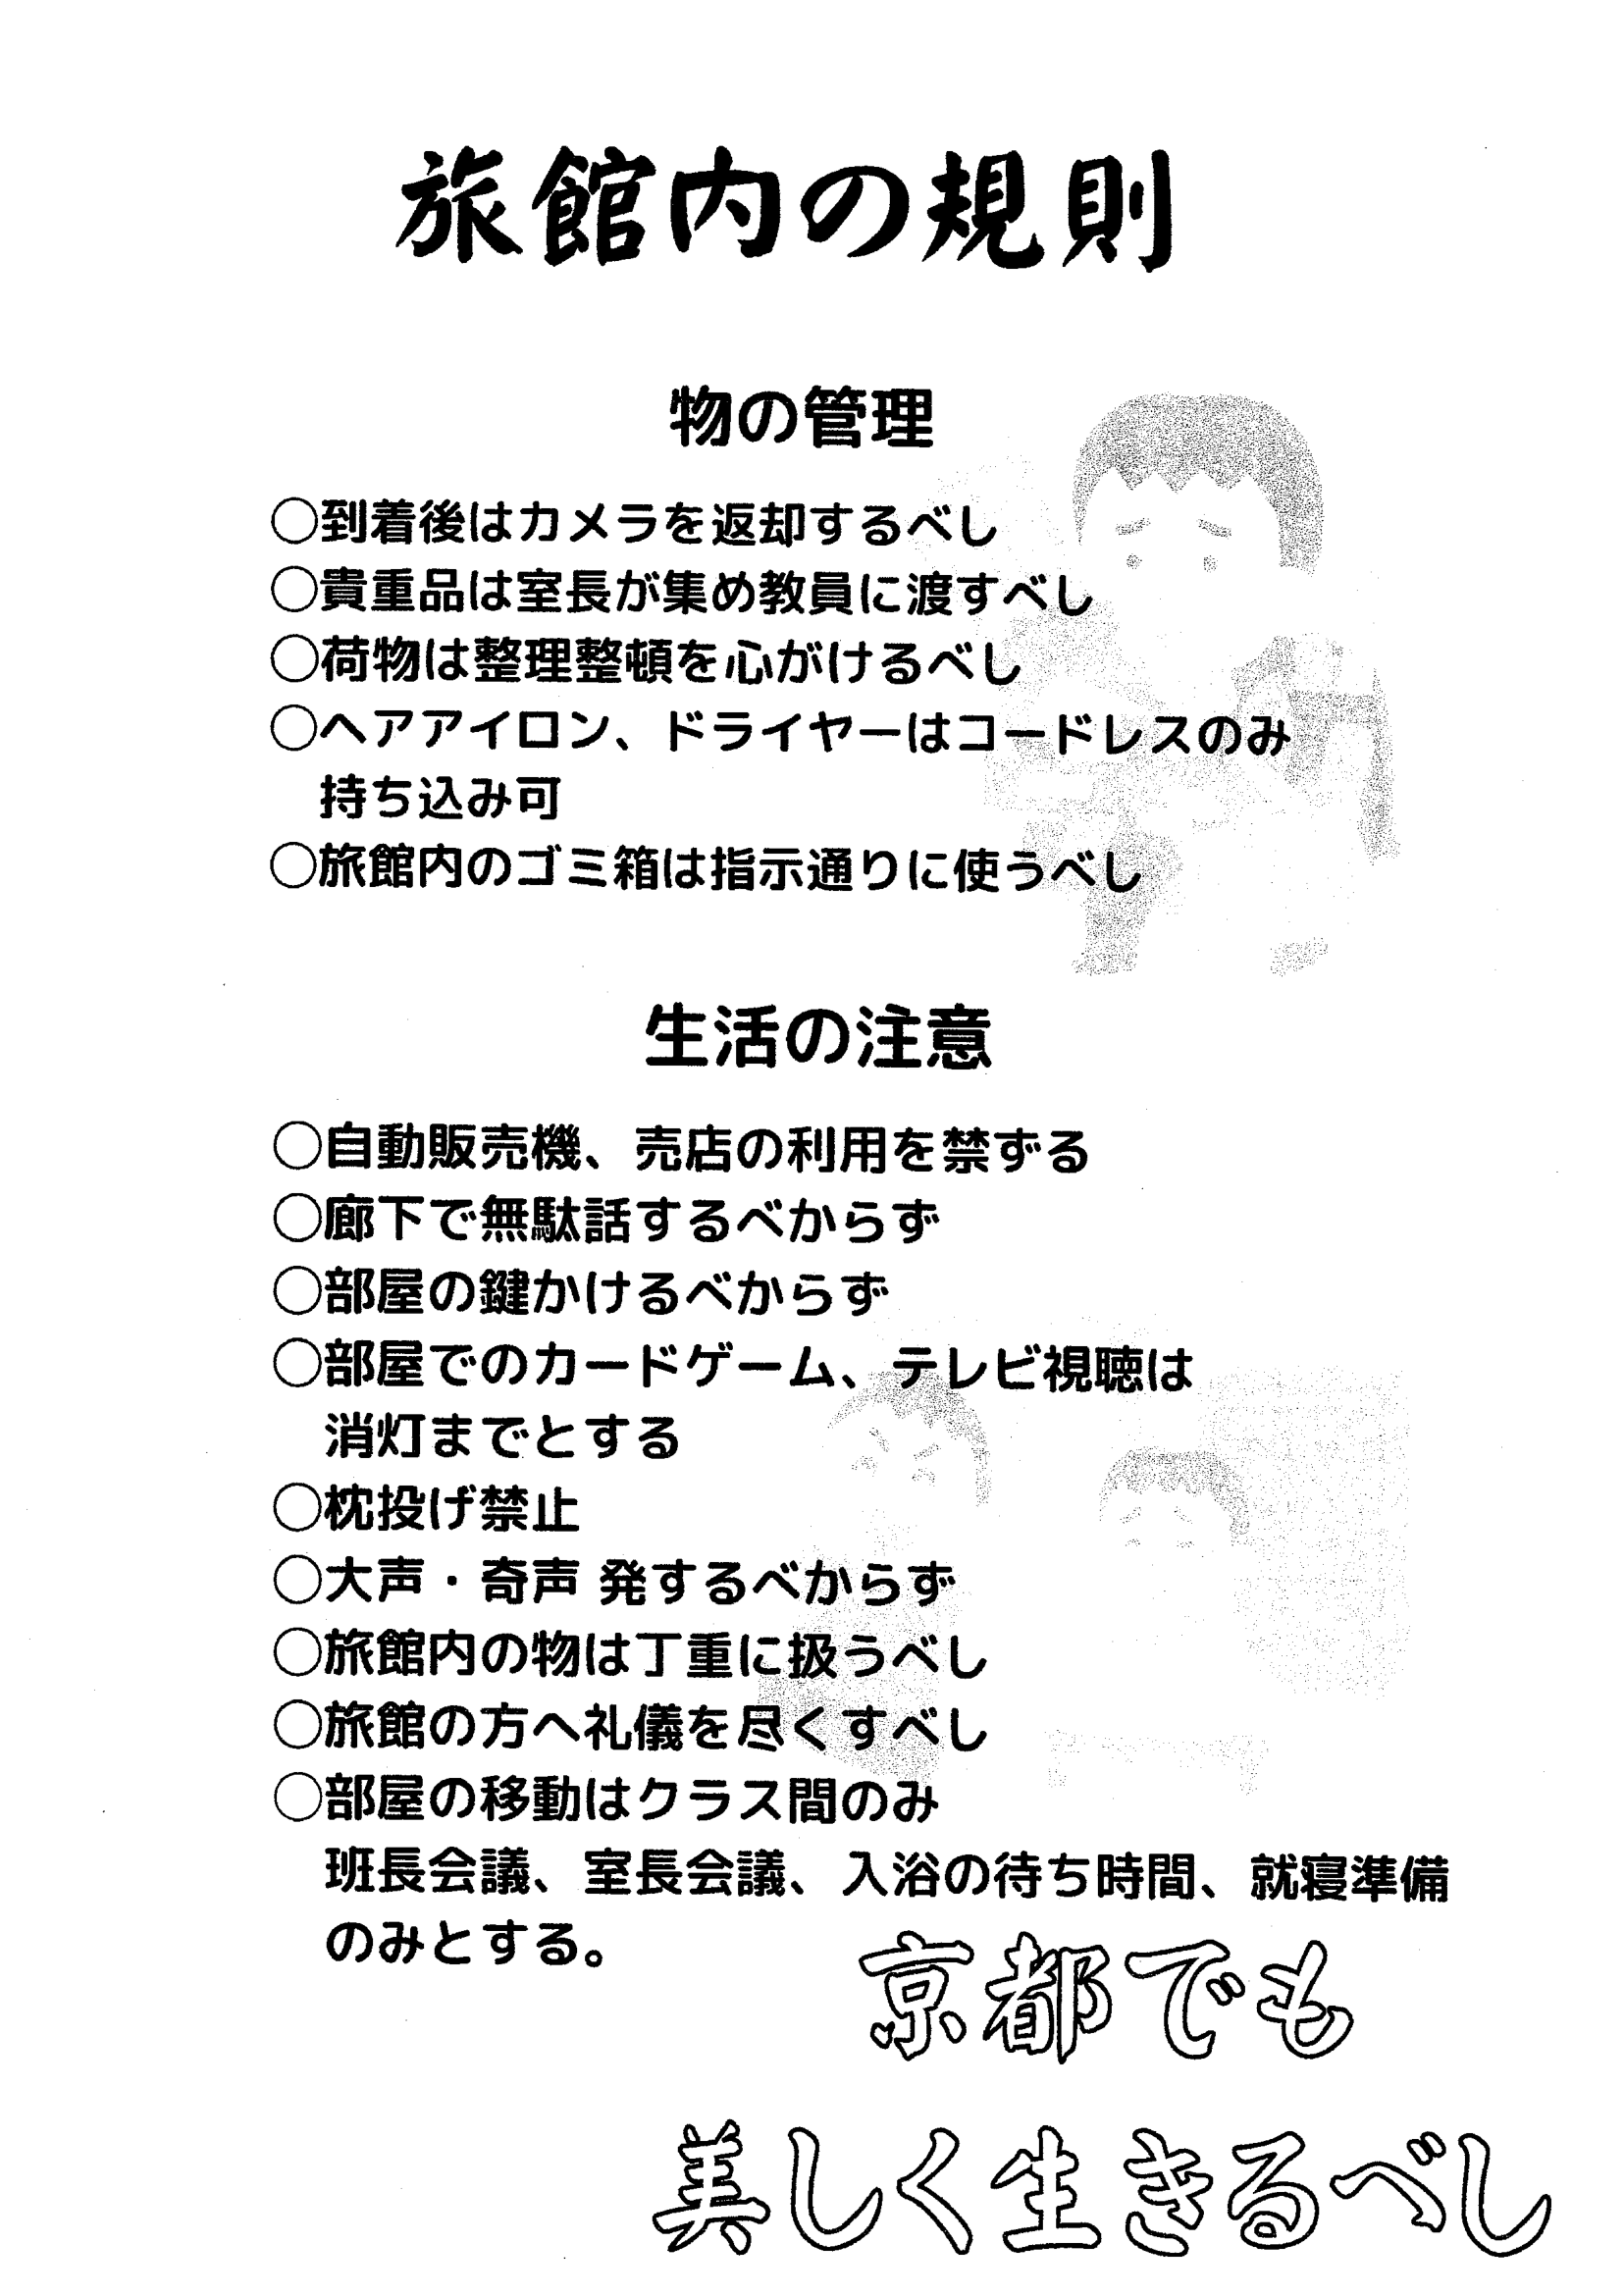 旅館内の規則
物の管理
○到着後はカメラを返却するべし
○貴重品は室長が集め教員に渡すべし
○荷物は整理整頓を心がけるべし
○ヘアアイロン、ドライヤーはコードレスのみ
持ち込み可
○旅館内のゴミ箱は指示通りに使うべし
生活の注意
○自動販売機、売店の利用を禁ずる
○廊下で無駄話するべからず
○部屋の鍵かけるべからず
○部屋でのカードゲーム、テレビ視聴は
消灯までとする
○枕投げ禁止
○大声・奇声 発するべからず
○旅館内の物は丁重に扱うべし
○旅館の方へ礼儀を尽くすべし
○部屋の移動はクラス間のみ
班長会議、室長会議、入浴の待ち時間、就寝準備
のみとする。
京都でも
美しく生きるべし